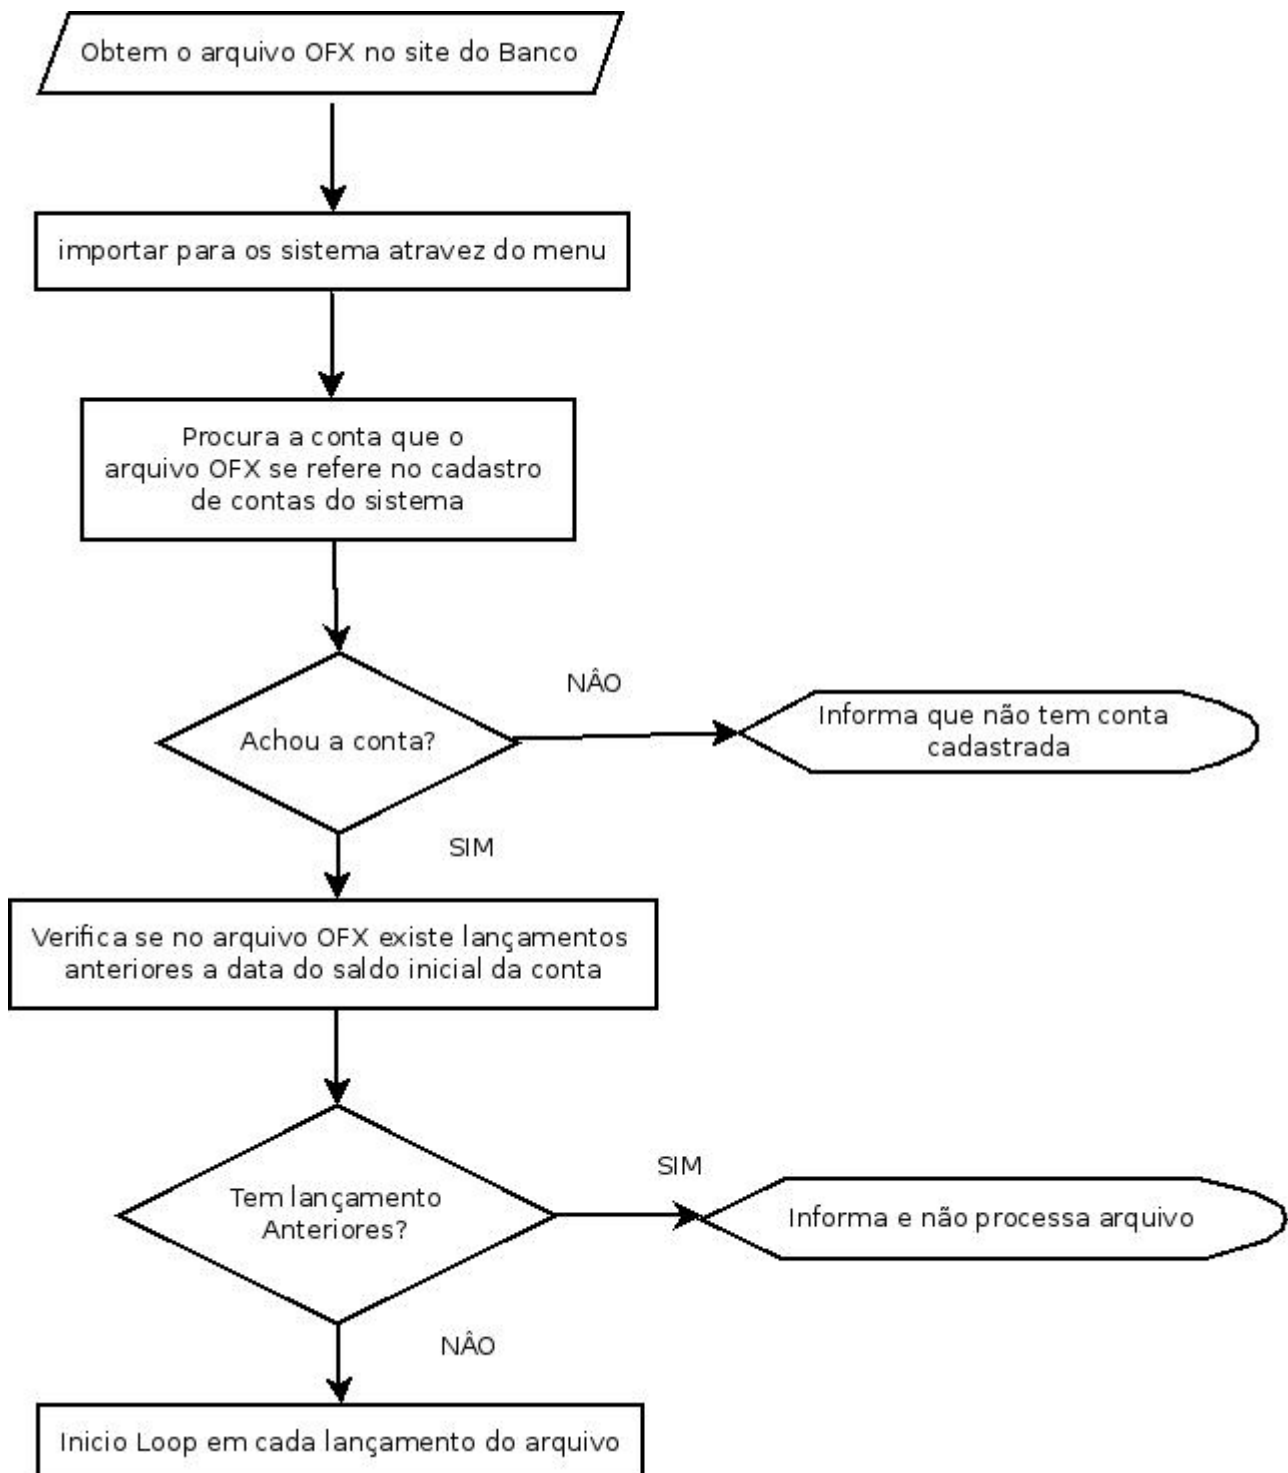 Obtem o arquivo OFX no site do Banco
importar para os sistema atravez do menu
Procura a conta que o
arquivo OFX se refere no cadastro
de contas do sistema
Achou a conta?
NÂO
Informa que não tem conta
cadastrada
SIM
Verifica se no arquivo OFX existe lançamentos
anteriores a data do saldo inicial da conta
Tem lançamento
Anteriores?
SIM
Informa e não processa arquivo
NÂO
Inicio Loop em cada lançamento do arquivo